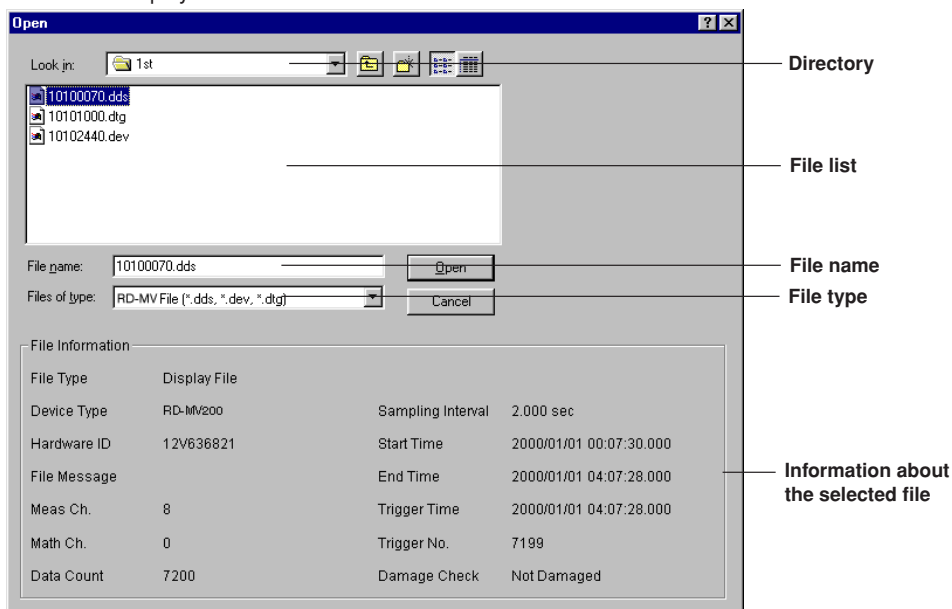 Open
Look in: 1st Directory
10100070.dds
10101000.dtg
10102440.dev
File list
File name: 10100070.dds Open File name
Files of type: RD-MV File (*.dds, *.dev, *.dtg) Cancel File type
File Information
File Type Display File
Device Type RD-MV200 Sampling Interval 2.000 sec
Hardware ID 12V636821 Start Time 2000/01/01 00:07:30.000
File Message End Time 2000/01/01 04:07:28.000
Information about
the selected file
Meas Ch. 8 Trigger Time 2000/01/01 04:07:28.000
Math Ch. 0 Trigger No. 7199
Data Count 7200 Damage Check Not Damaged